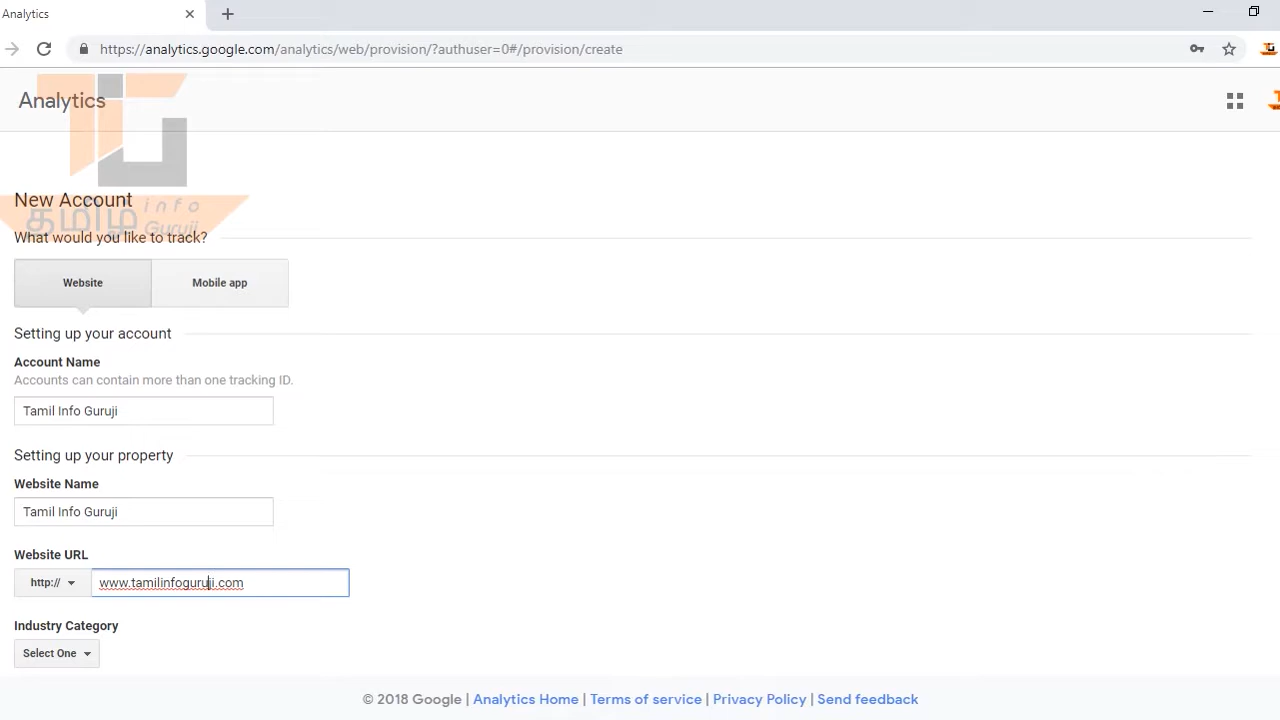 Analytics
https://analytics.google.com/analytics/web/provision/?authuser=0#/provision/create
Analytics
New Account
தமிழ் info
Guruji
What would you like to track?
Website
Mobile app
Setting up your account
Account Name
Accounts can contain more than one tracking ID.
Tamil Info Guruji
Setting up your property
Website Name
Tamil Info Guruji
Website URL
http:// www.tamilinfoguruji.com
Industry Category
Select One
© 2018 Google | Analytics Home | Terms of service | Privacy Policy | Send feedback